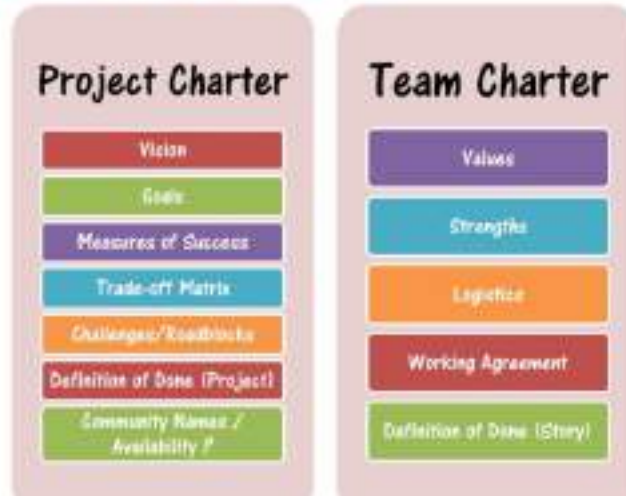 Project Charter
Vision
Goals
Measures of Success
Trade-off Matrix
Challenges/Roadblocks
Definition of Done (Project)
Community Names /
Availability ?
Team Charter
Values
Strengths
Logistics
Working Agreement
Definition of Done (Story)